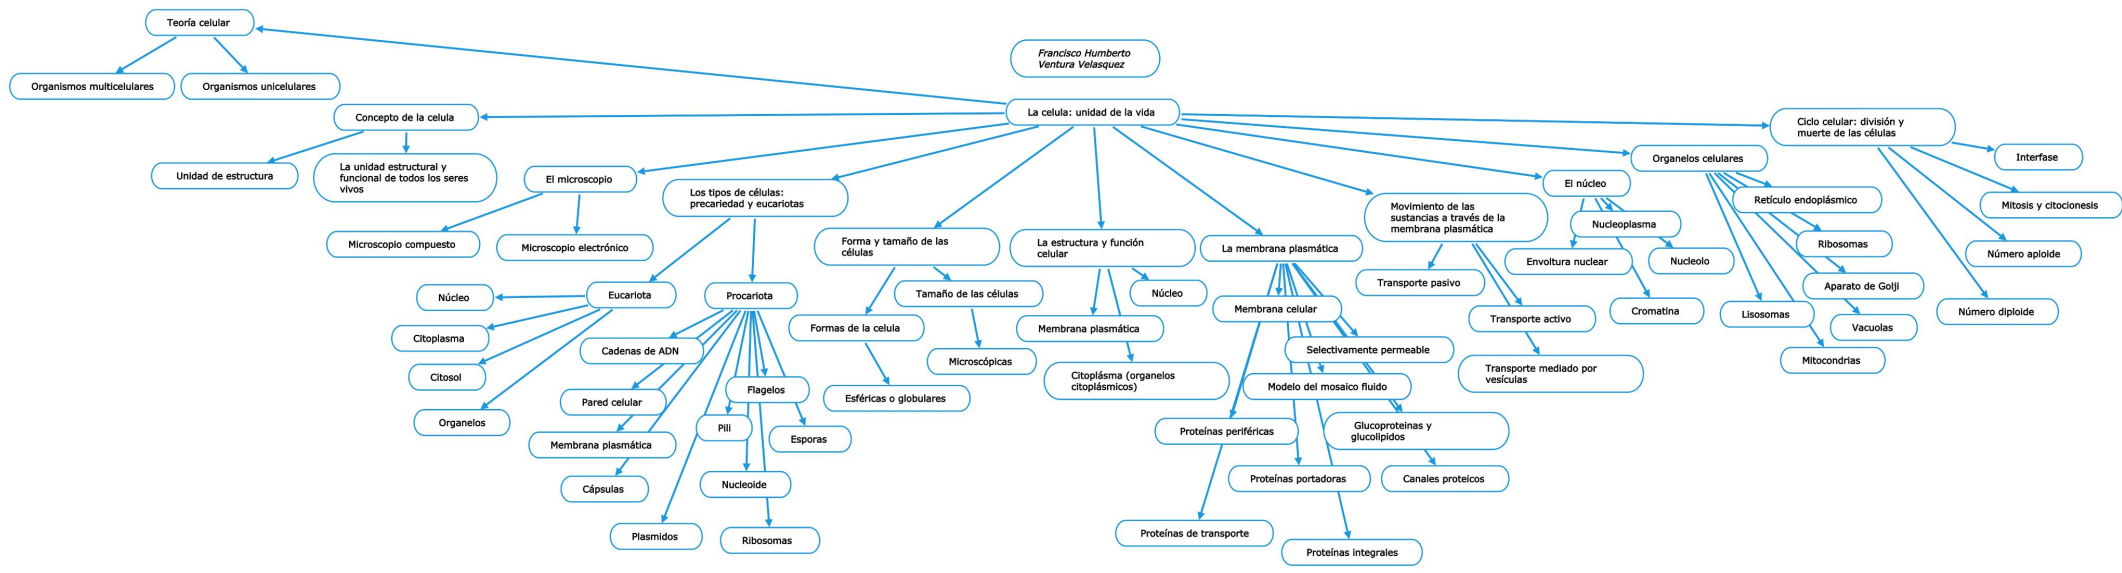 Teoría celular
Organismos multicelulares
Organismos unicelulares
Francisco Humberto
Ventura Velasquez
La celula: unidad de la vida
Concepto de la celula
Unidad de estructura
La unidad estructural y
funcional de todos los seres
vivos
El microscopio
Microscopio compuesto
Microscopio electrónico
Los tipos de células:
precariedad y eucariotas
Eucariota
Núcleo
Citoplasma
Citosol
Organelos
Procariota
Cadenas de ADN
Pared celular
Membrana plasmática
Cápsulas
Plasmidos
Pili
Flagelos
Nucleoide
Ribosomas
Esporas
Forma y tamaño de las
células
Formas de la celula
Esféricas o globulares
Tamaño de las células
Microscópicas
La estructura y función
celular
Membrana plasmática
Núcleo
Citoplásma (organelos
citoplásmicos)
La membrana plasmática
Membrana celular
Selectivamente permeable
Modelo del mosaico fluido
Proteínas periféricas
Glucoproteinas y
glucolipidos
Proteínas portadoras
Canales proteicos
Proteínas de transporte
Proteínas integrales
Movimiento de las
sustancias a través de la
membrana plasmática
Transporte pasivo
Transporte activo
Transporte mediado por
vesículas
El núcleo
Nucleoplasma
Envoltura nuclear
Nucleolo
Cromatina
Organelos celulares
Retículo endoplásmico
Ribosomas
Aparato de Golji
Lisosomas
Vacuolas
Mitocondrias
Ciclo celular: división y
muerte de las células
Interfase
Mitosis y citocionesis
Número aploide
Número diploide